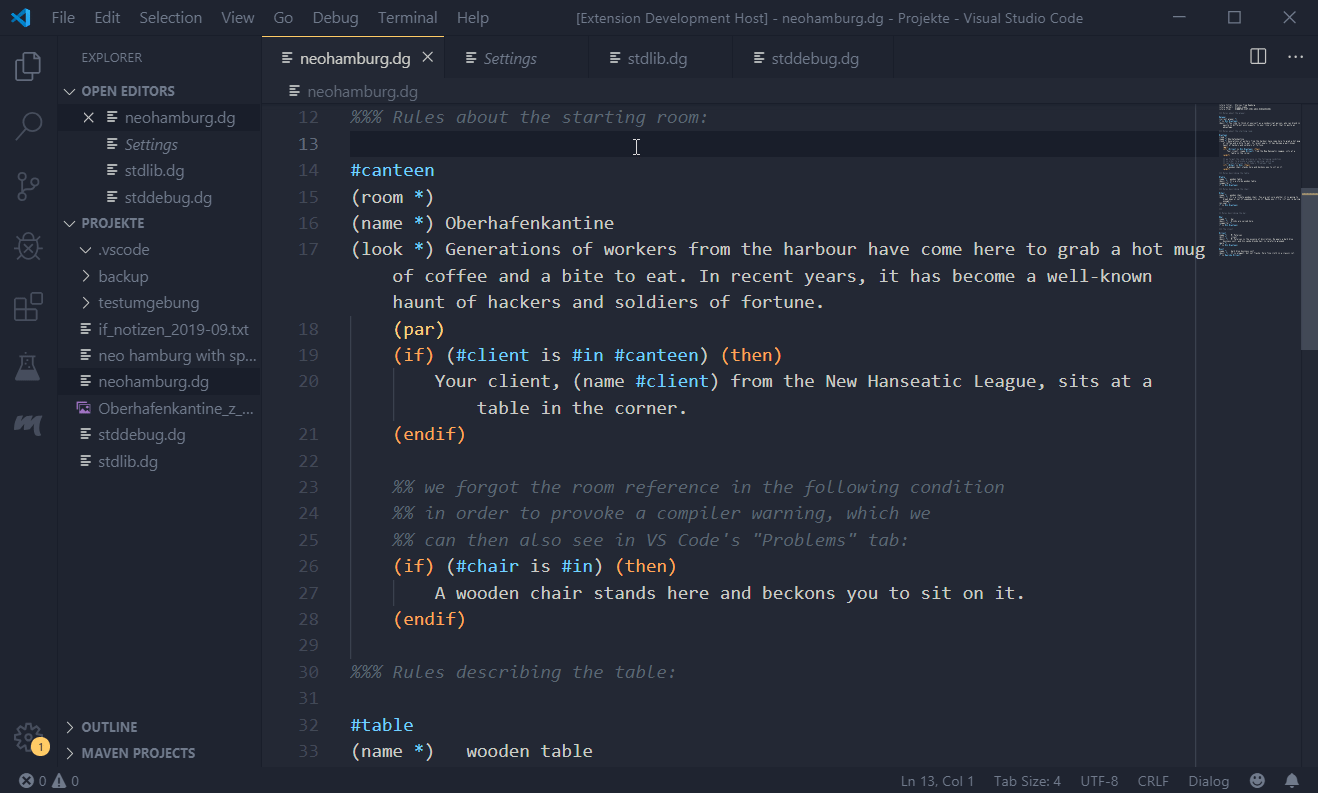 File Edit Selection View Go Debug Terminal Help [Extension Development Host] - neohamburg.dg - Projekte - Visual Studio Code
EXPLORER
OPEN EDITORS
neohamburg.dg
Settings
stdlib.dg
stddebug.dg
PROJEKTE
.vscode
backup
testumgebung
if_notizen_2019-09.txt
neo hamburg with sp...
neohamburg.dg
Oberhafenkantine_z_...
stddebug.dg
stdlib.dg
OUTLINE
MAVEN PROJECTS
1
neohamburg.dg Settings stdlib.dg stddebug.dg
neohamburg.dg
12 %%% Rules about the starting room:
13
14 #canteen
15 (room *)
16 (name *) Oberhafenkantine
17 (look *) Generations of workers from the harbour have come here to grab a hot mug
of coffee and a bite to eat. In recent years, it has become a well-known
haunt of hackers and soldiers of fortune.
18 (par)
19 (if) (#client is #in #canteen) (then)
20 Your client, (name #client) from the New Hanseatic League, sits at a
table in the corner.
21 (endif)
22
23 %% we forgot the room reference in the following condition
24 %% in order to provoke a compiler warning, which we
25 %% can then also see in VS Code's "Problems" tab:
26 (if) (#chair is #in) (then)
27 A wooden chair stands here and beckons you to sit on it.
28 (endif)
29
30 %%% Rules describing the table:
31
32 #table
33 (name *) wooden table
0 0 Ln 13, Col 1 Tab Size: 4 UTF-8 CRLF Dialog